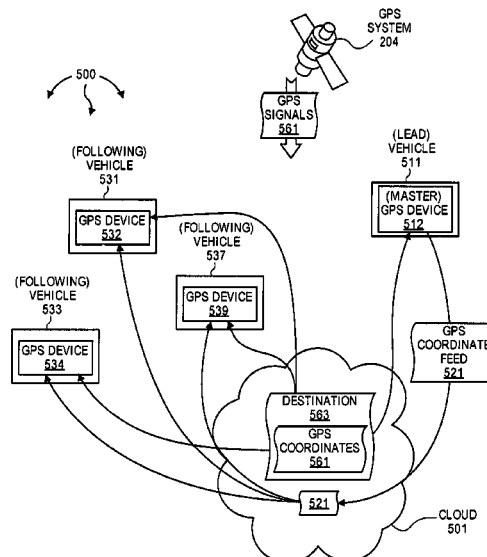 GPS
SYSTEM
204
500
GPS
SIGNALS
561
(LEAD)
VEHICLE
511
(MASTER)
GPS DEVICE
512
(FOLLOWING)
VEHICLE
531
GPS DEVICE
532
(FOLLOWING)
VEHICLE
537
GPS DEVICE
539
(FOLLOWING)
VEHICLE
533
GPS DEVICE
534
GPS
COORDINATE
FEED
521
DESTINATION
563
GPS
COORDINATES
561
521
CLOUD
501